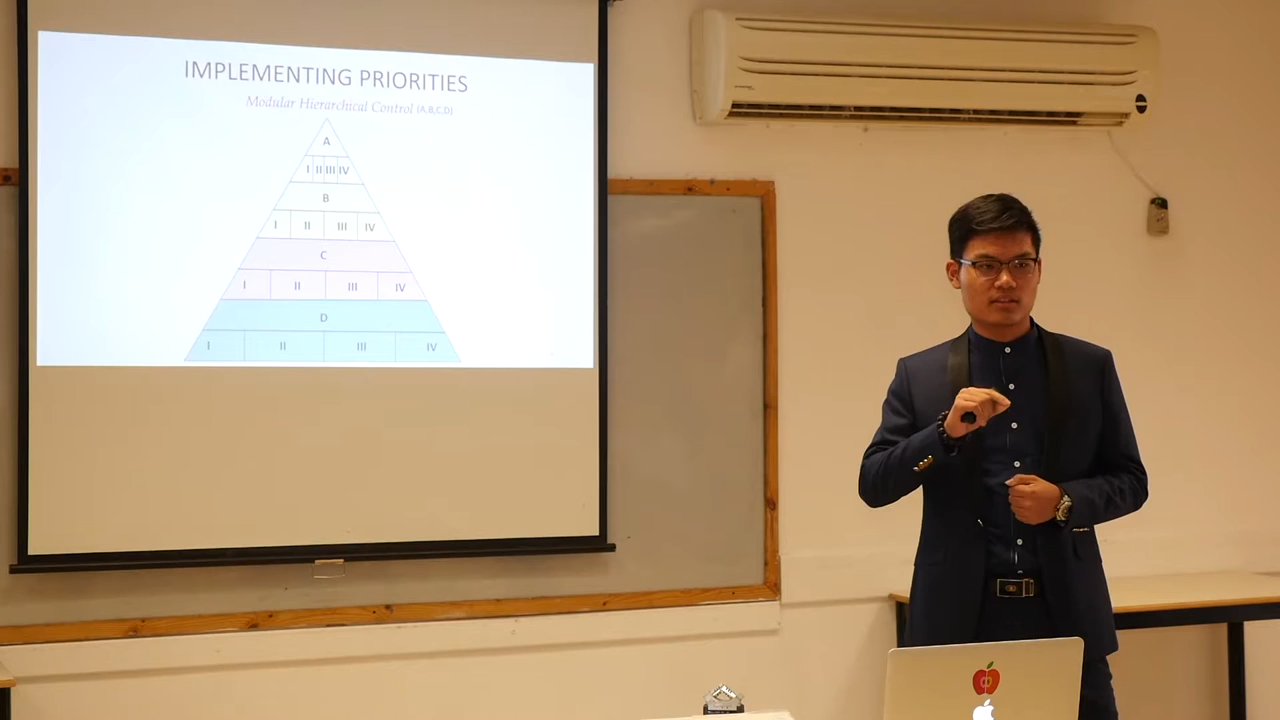 IMPLEMENTING PRIORITIES
Modular Hierarchical Control (A,B,C,D)
A
I II III IV
B
I II III IV
C
I II III IV
D
I II III IV